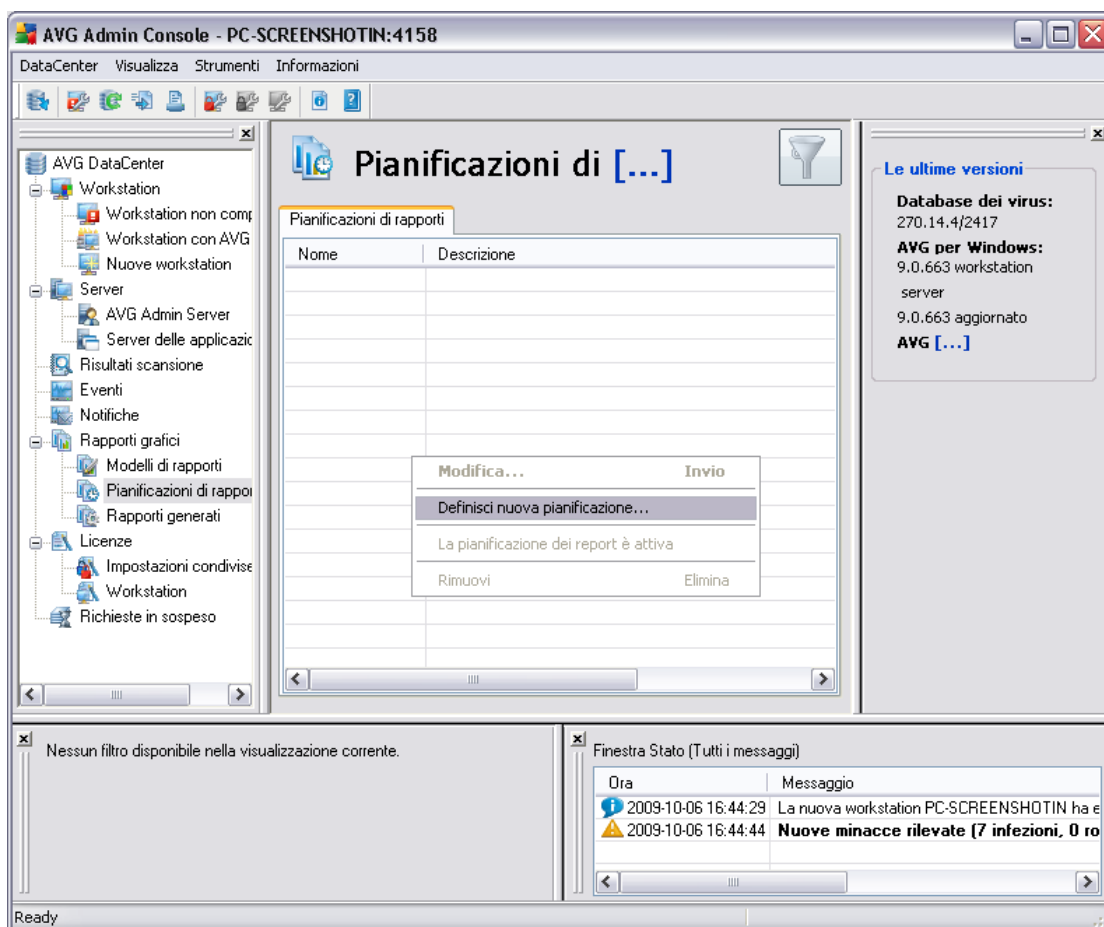 AVG Admin Console - PC-SCREENSHOTIN:4158
DataCenter Visualizza Strumenti Informazioni
AVG DataCenter
Workstation
Workstation non comp
Workstation con AVG
Nuove workstation
Server
AVG Admin Server
Server delle applicazio
Risultati scansione
Eventi
Notifiche
Rapporti grafici
Modelli di rapporti
Pianificazioni di rappor
Rapporti generati
Licenze
Impostazioni condivise
Workstation
Richieste in sospeso
Pianificazioni di [...]
Pianificazioni di rapporti
Nome Descrizione
Modifica... Invio
Definisci nuova pianificazione...
La pianificazione dei report è attiva
Rimuovi Elimina
Le ultime versioni
Database dei virus:
270.14.4/2417
AVG per Windows:
9.0.663 workstation
server
9.0.663 aggiornato
AVG [...]
Nessun filtro disponibile nella visualizzazione corrente.
Finestra Stato (Tutti i messaggi)
Ora Messaggio
2009-10-06 16:44:29 La nuova workstation PC-SCREENSHOTIN ha e
2009-10-06 16:44:44 Nuove minacce rilevate (7 infezioni, 0 ro
Ready